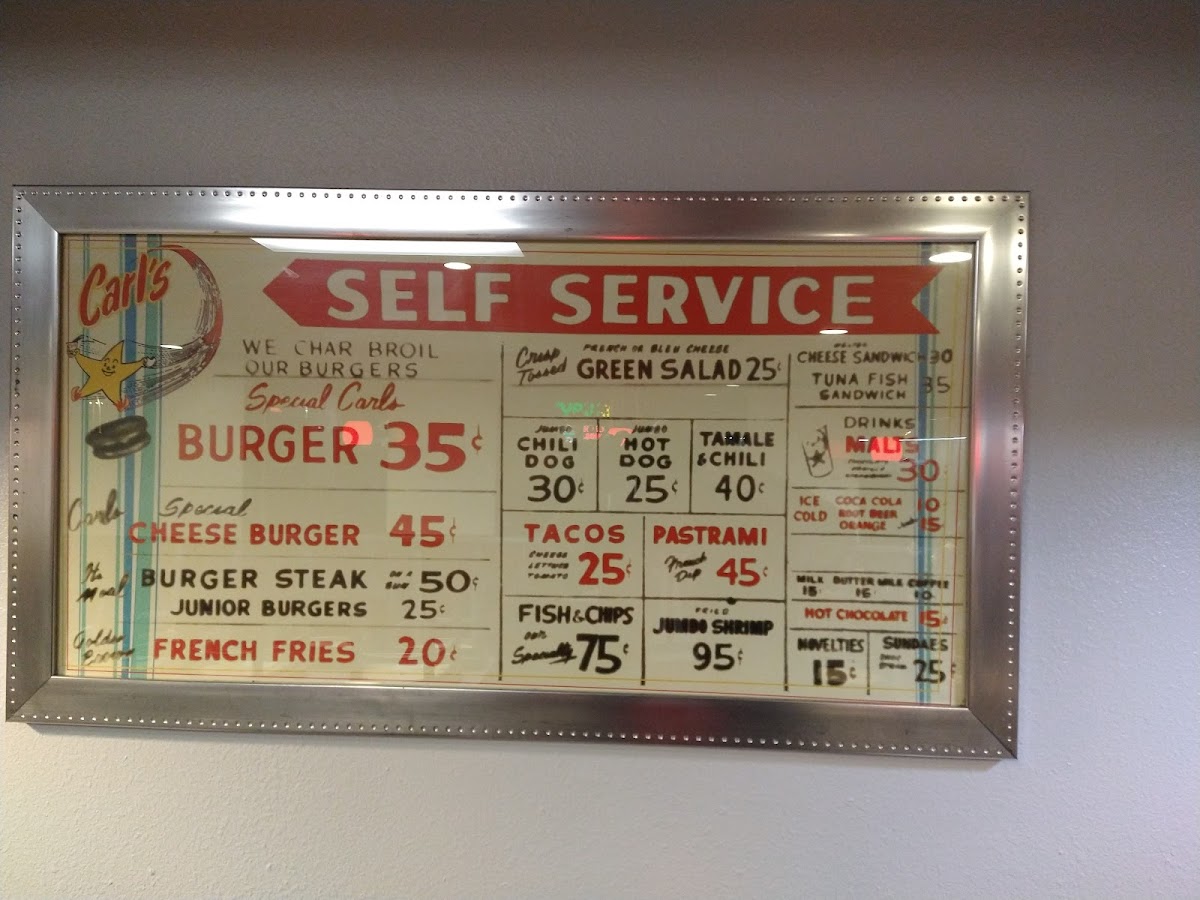 Carl's
SELF SERVICE
WE CHAR BROIL
OUR BURGERS
Special Carls
BURGER 35¢
Carls
Special
CHEESE BURGER 45¢
BURGER STEAK ON A BUN 50¢
JUNIOR BURGERS 25¢
Golden
FRENCH FRIES 20¢
Crisp
Tossed
FRENCH OR BLEU CHEESE
GREEN SALAD 25¢
JUMBO
CHILI
DOG
30¢
JUMBO
HOT
DOG
25¢
TAMALE
& CHILI
40¢
TACOS
CHEESE
LETTUCE
TOMATO
25¢
PASTRAMI
French
Dip
45¢
FISH & CHIPS
our
Specialty
75¢
FRIED
JUMBO SHRIMP
95¢
CHEESE SANDWICH 30
TUNA FISH
SANDWICH
35
DRINKS
MALTS
30
ICE
COLD
COCA COLA
ROOT BEER
ORANGE
10
15
MILK
15
BUTTER MILK
15
COFFEE
10
HOT CHOCOLATE 15¢
NOVELTIES
15¢
SUNDAES
25¢